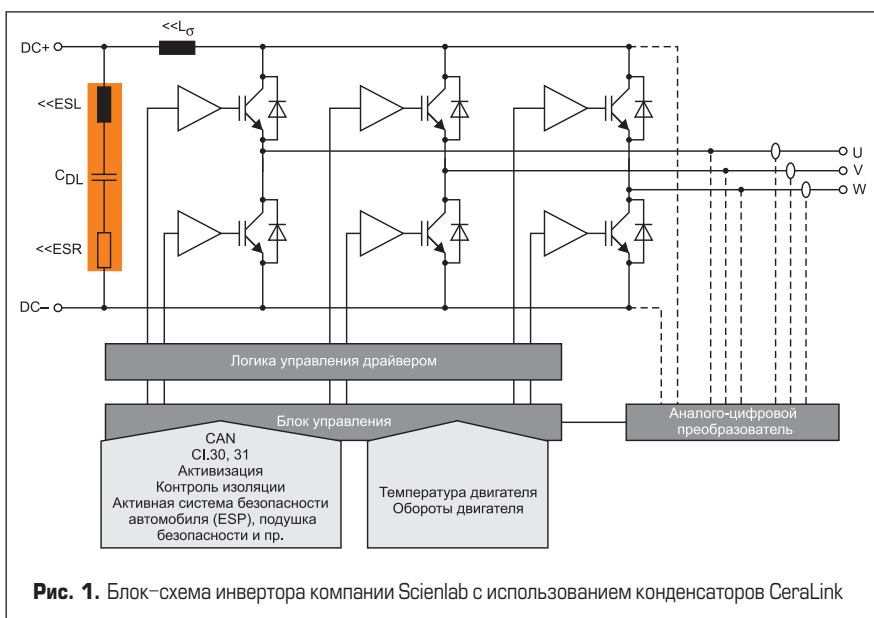 <<Lσ
DC+
<<ESL
CDL
<<ESR
DC–
U
V
W
Логика управления драйвером
Блок управления
Аналого-цифровой
преобразователь
CAN
CI.30, 31
Активизация
Контроль изоляции
Активная система безопасности
автомобиля (ESP), подушка
безопасности и пр.
Температура двигателя
Обороты двигателя
Рис. 1. Блок-схема инвертора компании Scienlab с использованием конденсаторов CeraLink